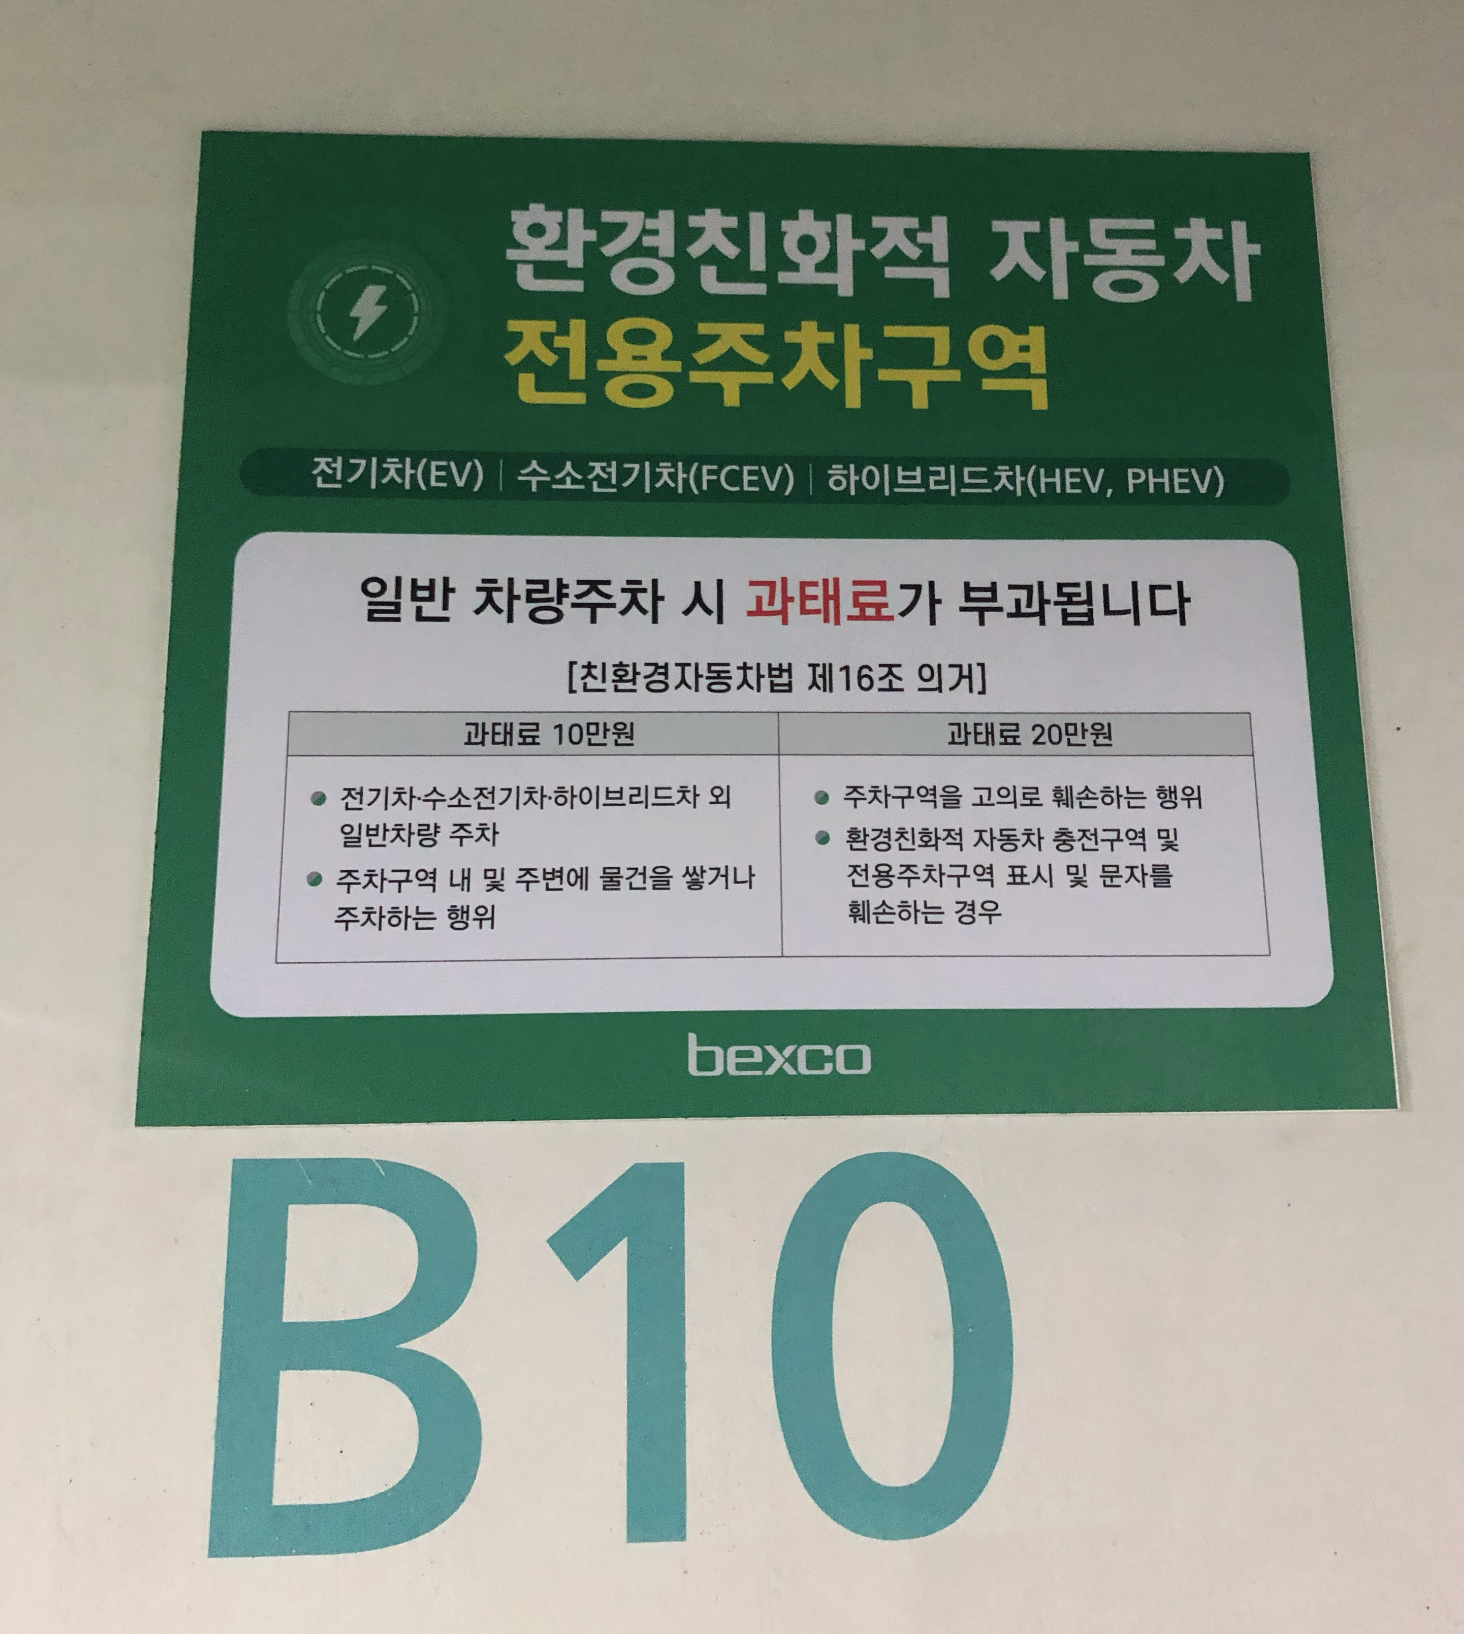 환경친화적 자동차
전용주차구역
전기차(EV) | 수소전기차(FCEV) | 하이브리드차(HEV, PHEV)
일반 차량주차 시 과태료가 부과됩니다
[친환경자동차법 제16조 의거]
과태료 10만원
전기차·수소전기차·하이브리드차 외
일반차량 주차
주차구역 내 및 주변에 물건을 쌓거나
주차하는 행위
과태료 20만원
주차구역을 고의로 훼손하는 행위
환경친화적 자동차 충전구역 및
전용주차구역 표시 및 문자를
훼손하는 경우
bexco
B10